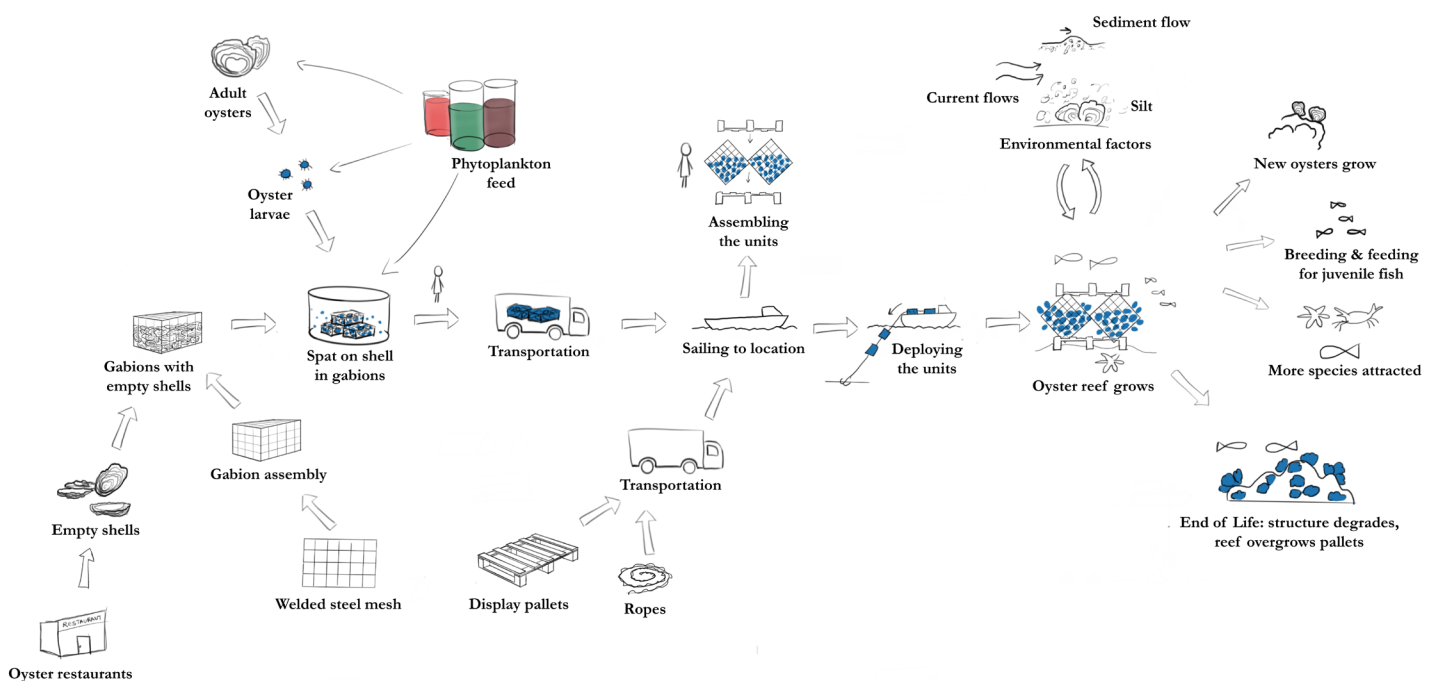 Sediment flow
Current flows
Silt
Environmental factors
Adult
oysters
Phytoplankton
feed
Oyster
larvae
Assembling
the units
New oysters grow
Breeding & feeding
for juvenile fish
More species attracted
Gabions with
empty shells
Spat on shell
in gabions
Transportation
Sailing to location
Deploying
the units
Oyster reef grows
Gabion assembly
Transportation
Empty shells
Welded steel mesh
Display pallets
Ropes
End of Life: structure degrades,
reef overgrows pallets
RESTAURANT
Oyster restaurants